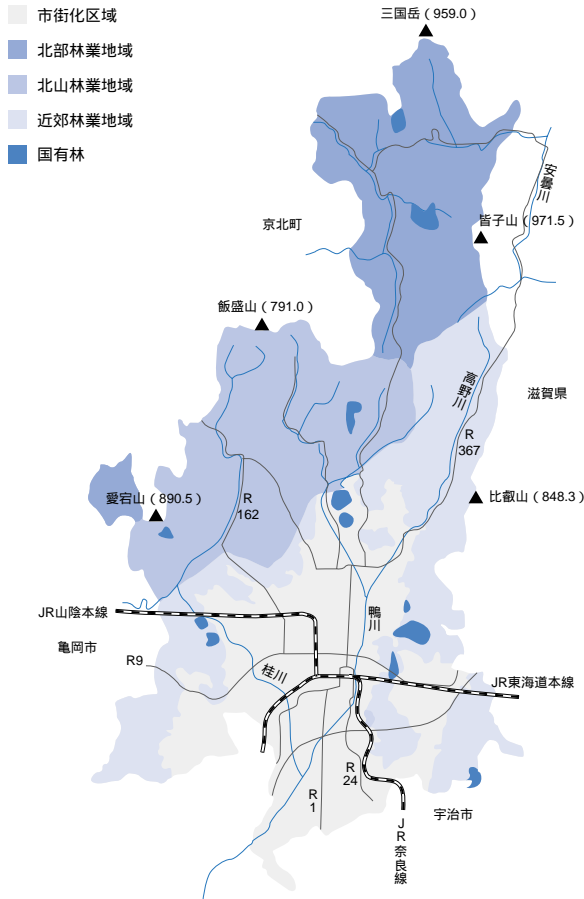 市街化区域
北部林業地域
北山林業地域
近郊林業地域
国有林
三国岳（959.0）
安曇川
京北町
皆子山（971.5）
飯盛山（791.0）
高野川
滋賀県
R
367
愛宕山（890.5）
R
162
比叡山（848.3）
JR山陰本線
鴨川
亀岡市
R9
桂川
JR東海道本線
R
24
R
1
宇治市
JR奈良線